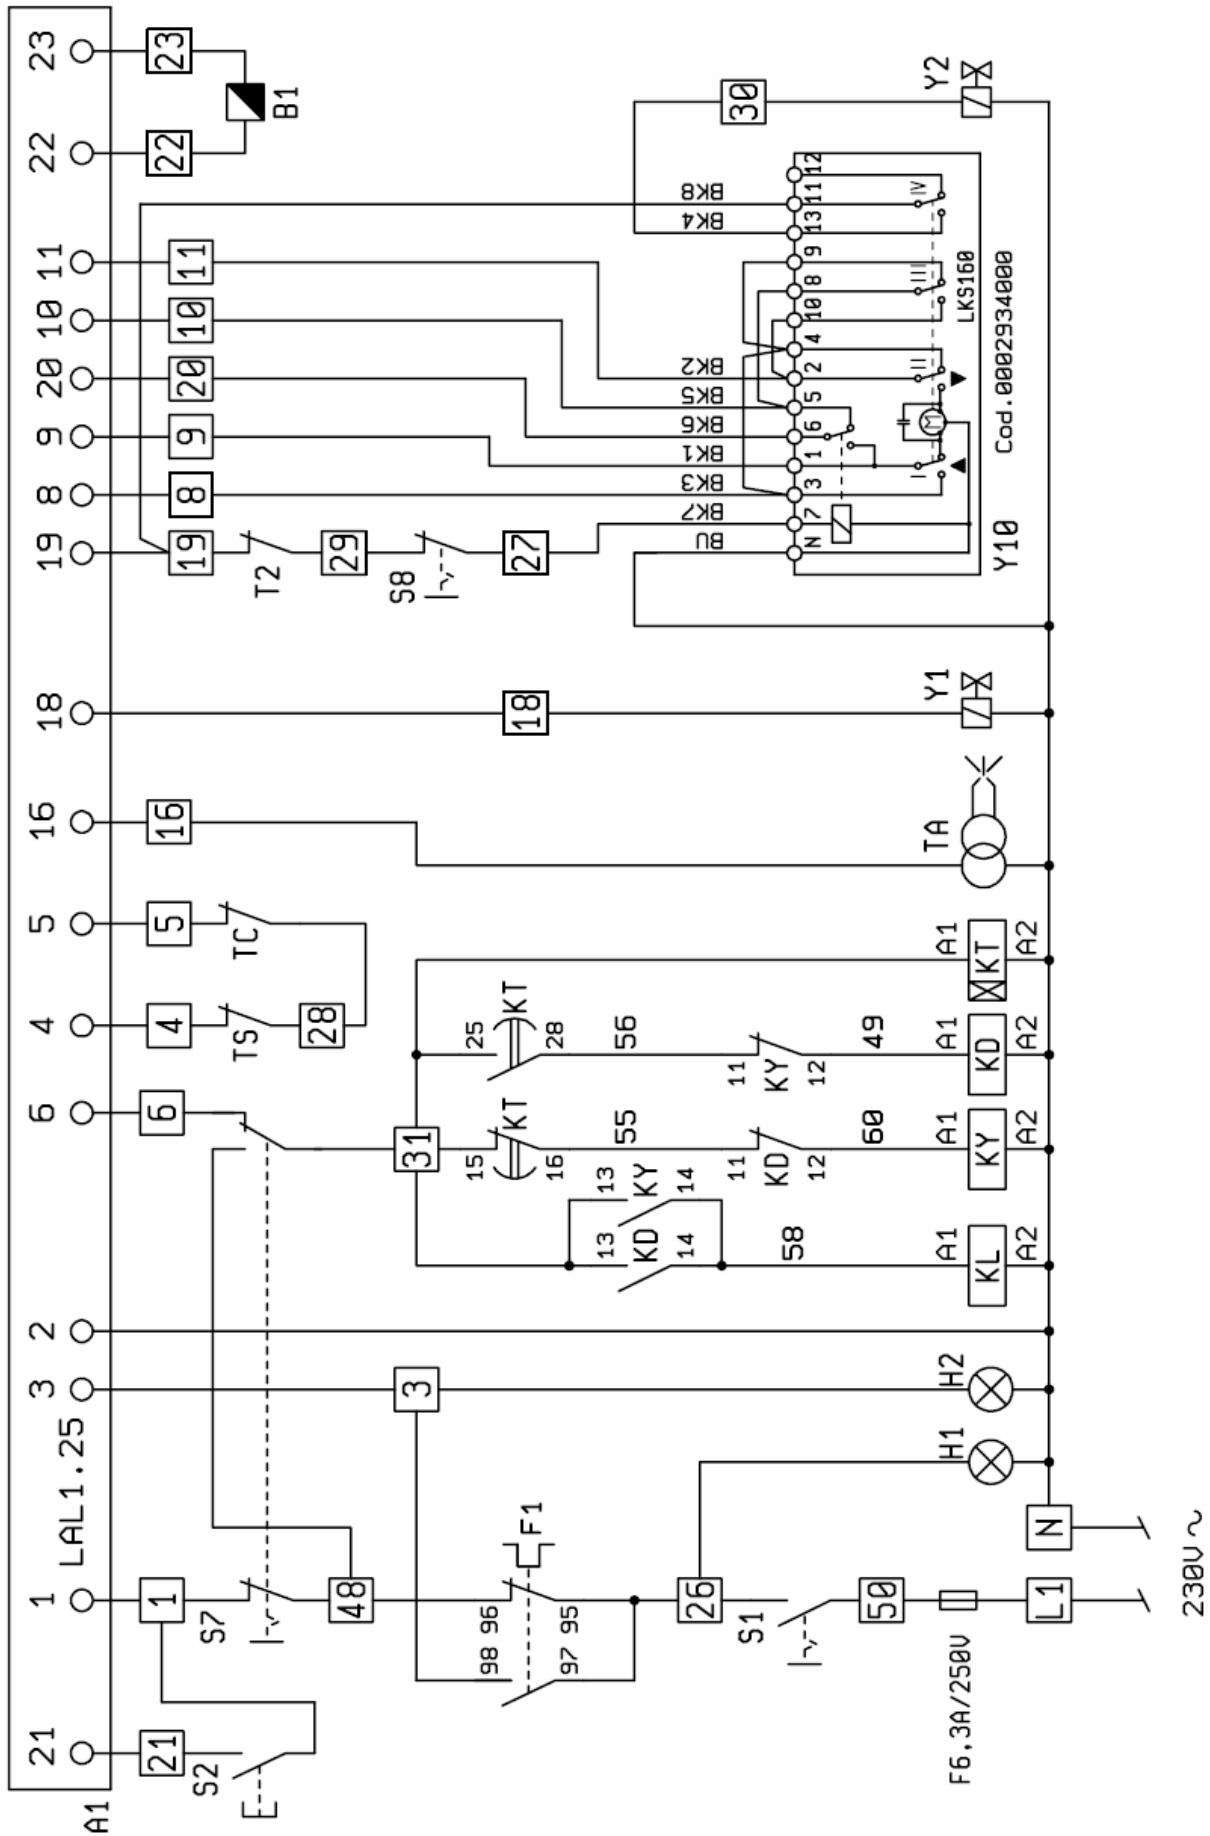 A1
LAL1.25
21
1
3
2
6
4
5
16
18
19
8
9
20
10
11
22
23
21
1
6
4
5
16
19
8
9
20
10
11
22
23
S2
S7
TS
TC
T2
B1
28
29
48
3
31
S8
18
27
98 96
97 95
F1
15
KT
16
25
KT
28
13
KD
14
13
KY
14
55
56
58
26
S1
11
KD
12
11
KY
12
60
49
BU
BK7
BK3
BK1
BK6
BK5
BK2
BK4
BK8
30
N
7
3
1
6
5
2
4
10
8
9
13
11
12
50
F6,3A/250V
L1
N
H1
H2
A1
KL
A2
A1
KY
A2
A1
KD
A2
A1
KT
A2
TA
Y1
Y2
I
M
II
III
IV
LKS160
Y10
Cod.0002934000
230V ~